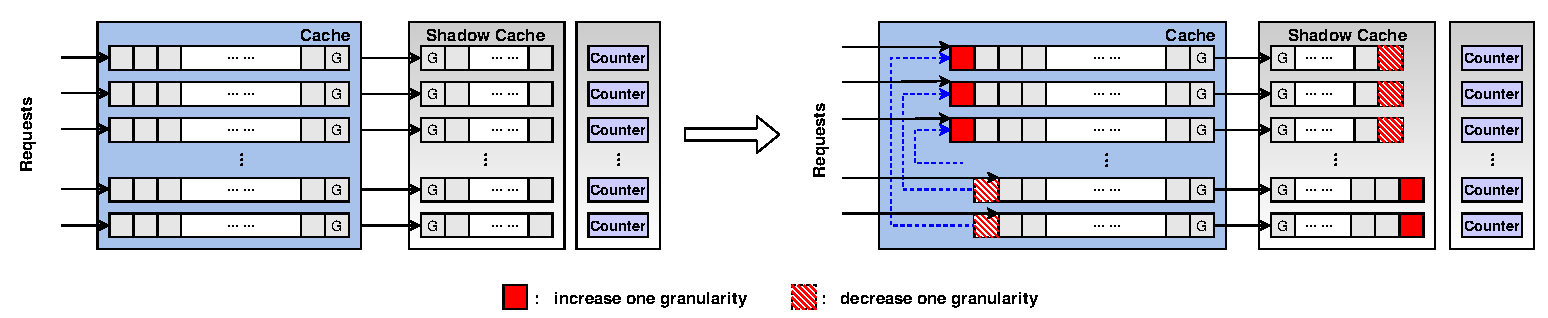 Cache
Shadow Cache
... ... G G ... ... Counter
... ... G G ... ... Counter
... ... G G ... ... Counter
... ... ...
... ... G G ... ... Counter
... ... G G ... ... Counter
Requests
Cache
Shadow Cache
... ... G G ... ... Counter
... ... G G ... ... Counter
... ... G G ... ... Counter
... ... ...
... ... G G ... ... Counter
... ... G G ... ... Counter
Requests
: increase one granularity
: decrease one granularity